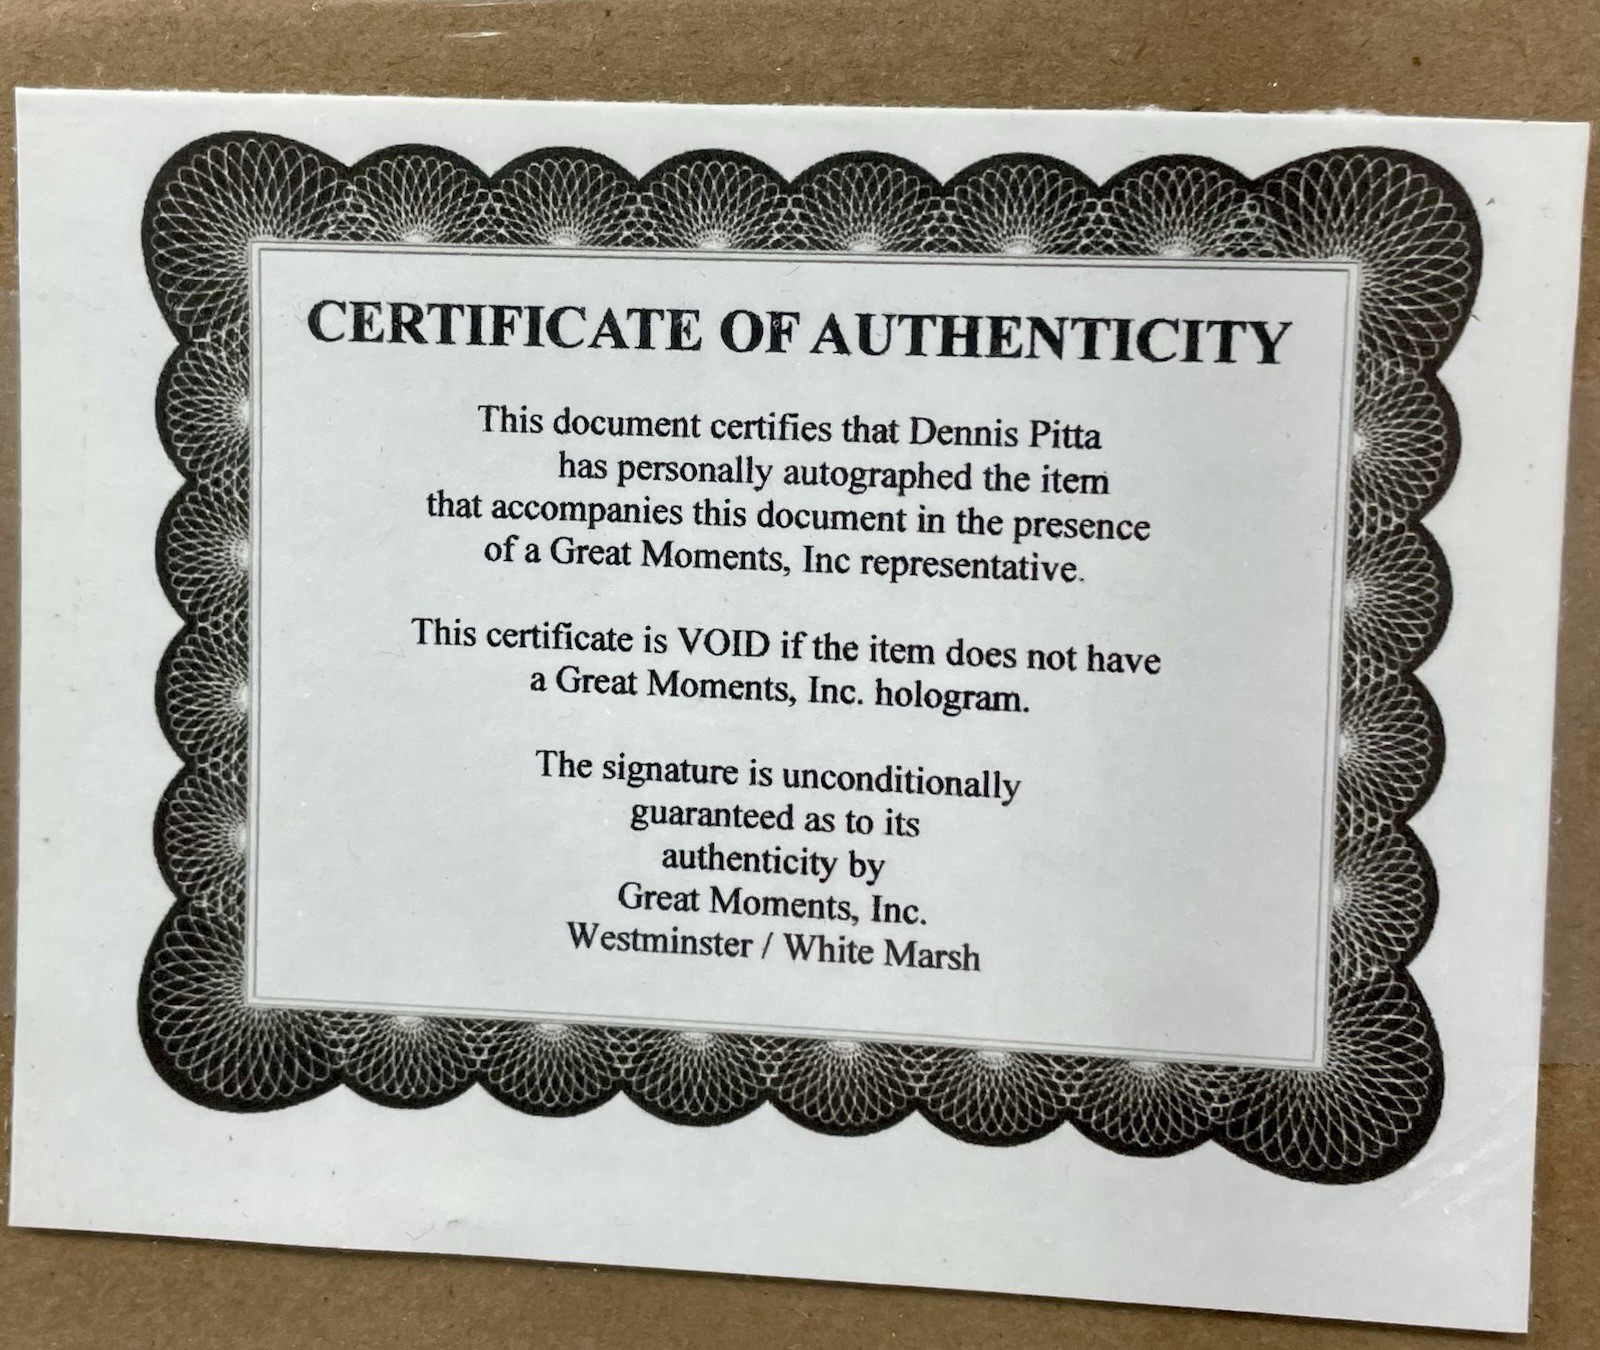 CERTIFICATE OF AUTHENTICITY
This document certifies that Dennis Pitta
has personally autographed the item
that accompanies this document in the presence
of a Great Moments, Inc representative.
This certificate is VOID if the item does not have
a Great Moments, Inc. hologram.
The signature is unconditionally
guaranteed as to its
authenticity by
Great Moments, Inc.
Westminster / White Marsh